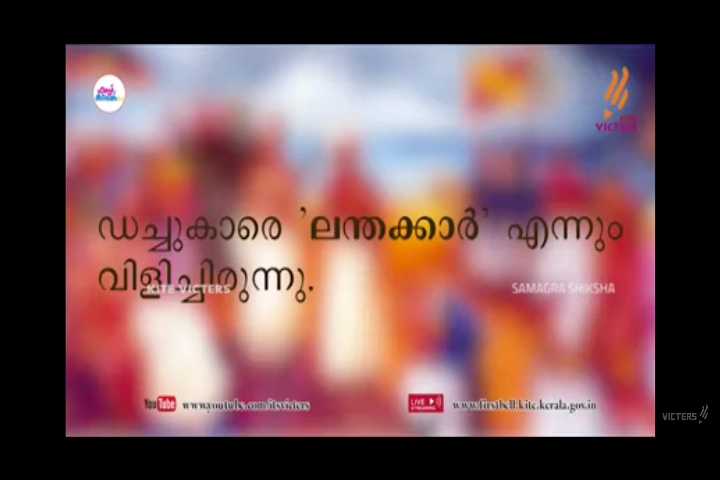 VICTERS
ഡച്ചുകാരെ 'ലന്തക്കാർ' എന്നും
വിളിച്ചിരുന്നു.
KITE VICTERS
SAMAGRA SHIKSHA
YouTube www.youtube.com/itsvicters
LIVE STREAMING www.firstbell.kite.kerala.gov.in
VICTERS